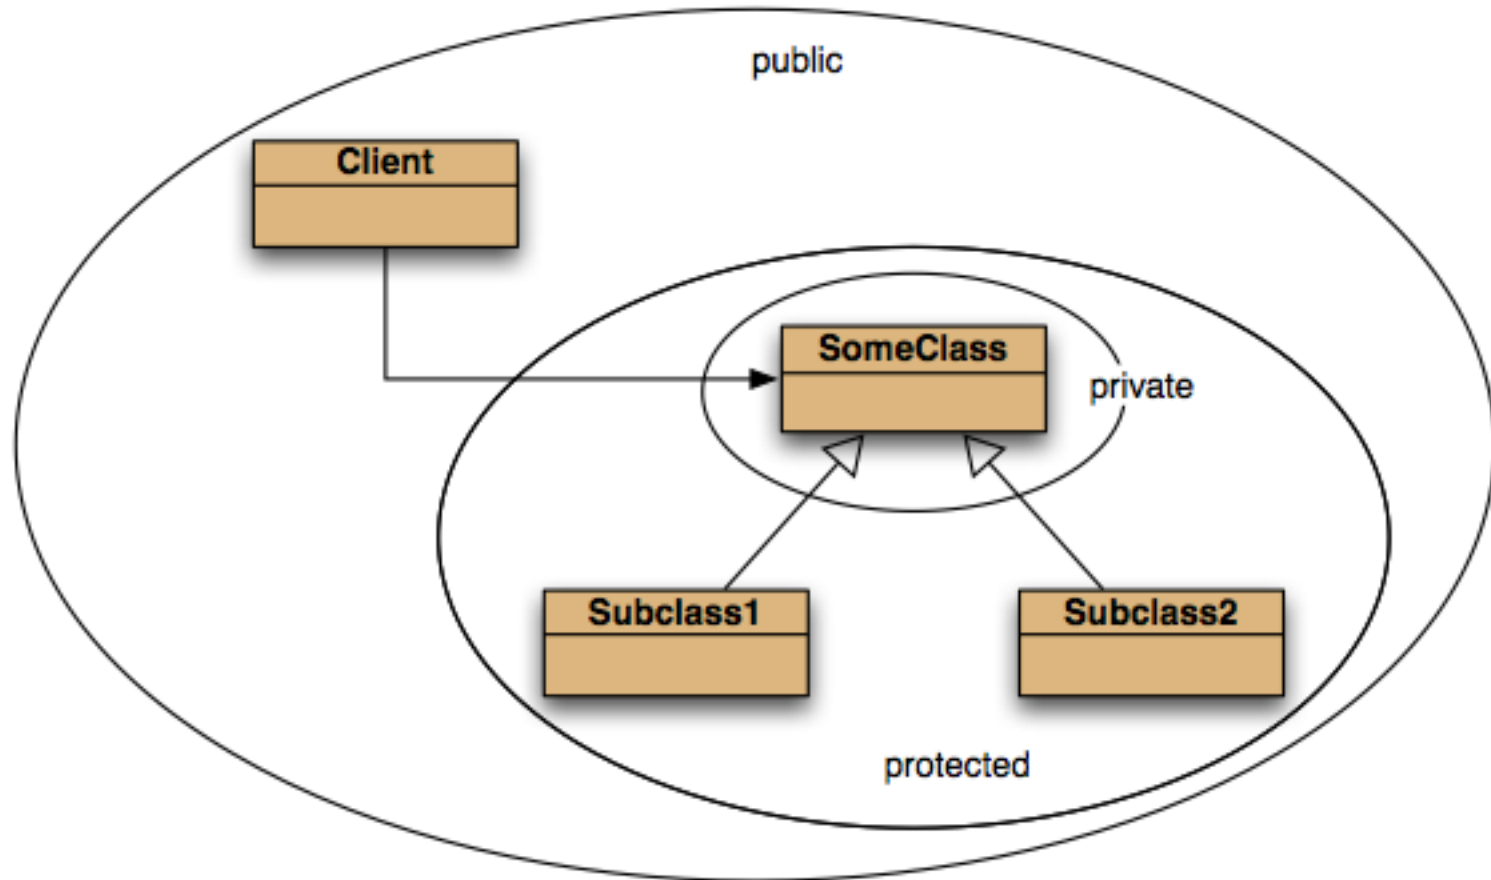 public
Client
SomeClass
private
Subclass1
Subclass2
protected